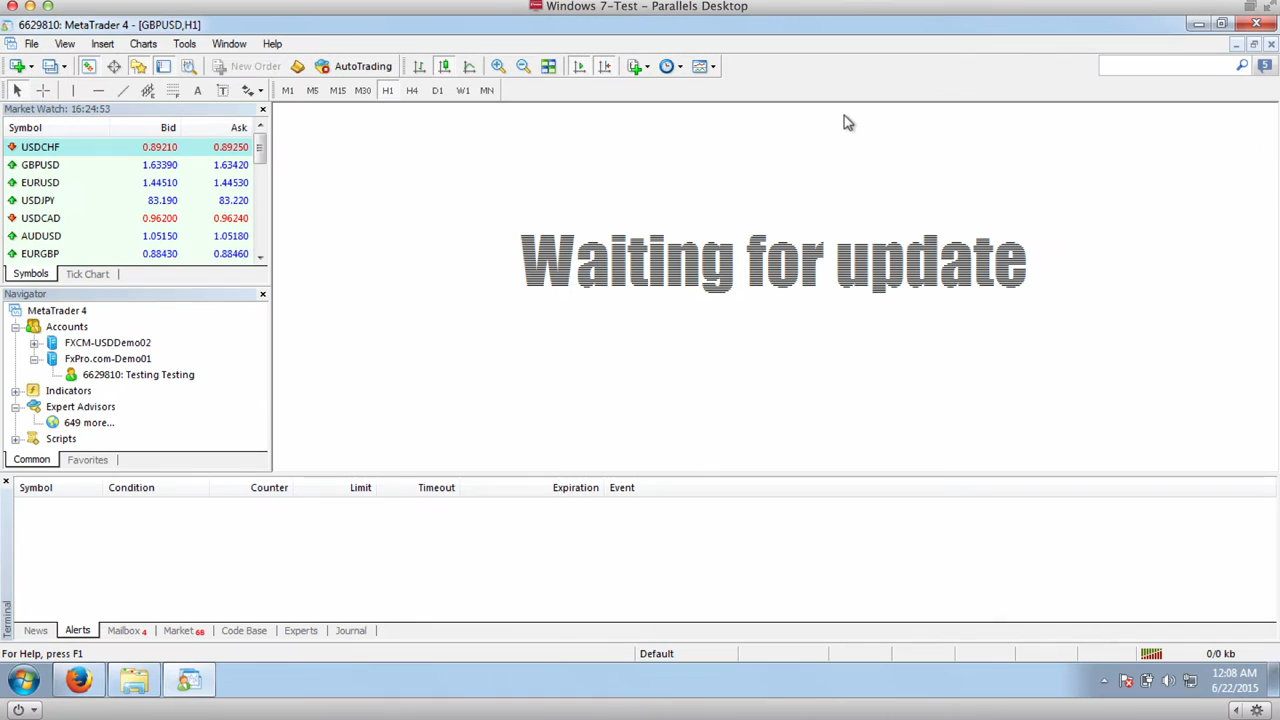 Windows 7-Test - Parallels Desktop
6629810: MetaTrader 4 - [GBPUSD,H1]
File View Insert Charts Tools Window Help
New Order AutoTrading 5
A T M1 M5 M15 M30 H1 H4 D1 W1 MN
Market Watch: 16:24:53
Symbol Bid Ask
USDCHF 0.89210 0.89250
GBPUSD 1.63390 1.63420
EURUSD 1.44510 1.44530
USDJPY 83.190 83.220
USDCAD 0.96200 0.96240
AUDUSD 1.05150 1.05180
EURGBP 0.88430 0.88460
Symbols Tick Chart
Waiting for update
Navigator
MetaTrader 4
Accounts
FXCM-USDDemo02
FxPro.com-Demo01
6629810: Testing Testing
Indicators
Expert Advisors
649 more...
Scripts
Common Favorites
Symbol Condition Counter Limit Timeout Expiration Event
Terminal
News Alerts Mailbox 4 Market 68 Code Base Experts Journal
For Help, press F1 Default 0/0 kb
12:08 AM
6/22/2015